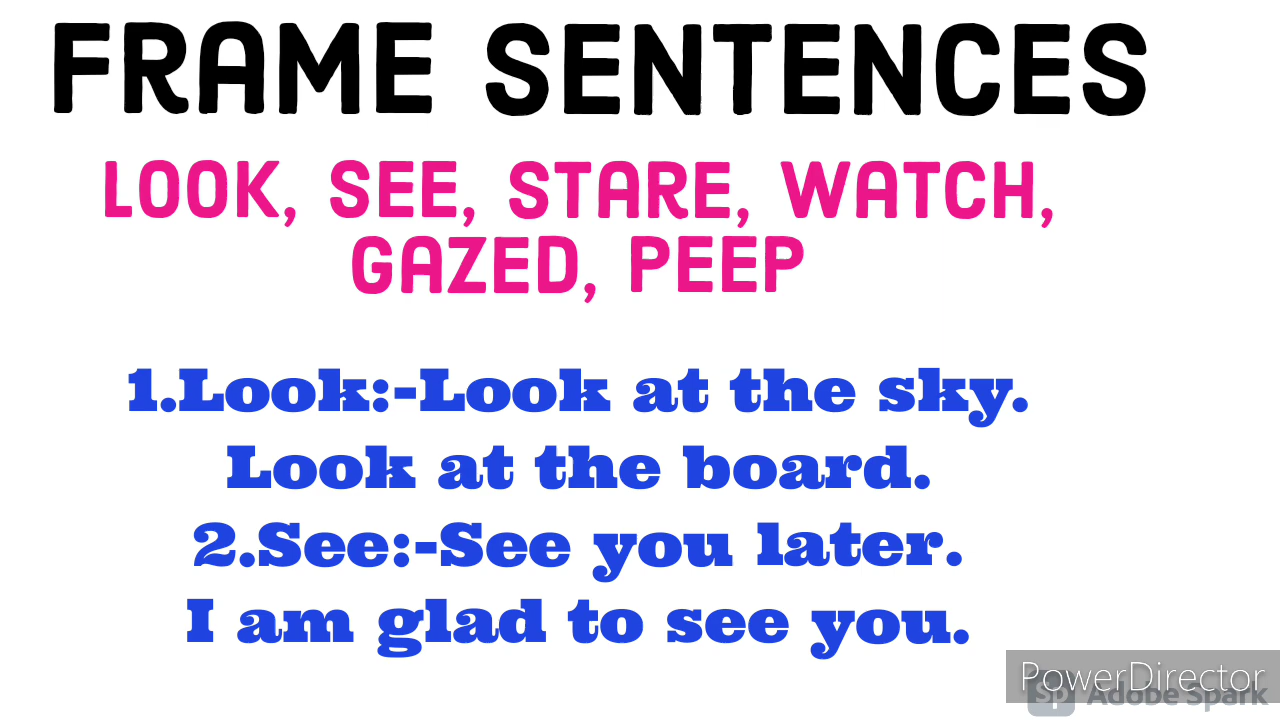 FRAME SENTENCES
LOOK, SEE, STARE, WATCH,
GAZED, PEEP
1.Look:-Look at the sky.
Look at the board.
2.See:-See you later.
I am glad to see you.
PowerDirector
Sp Adobe Spark